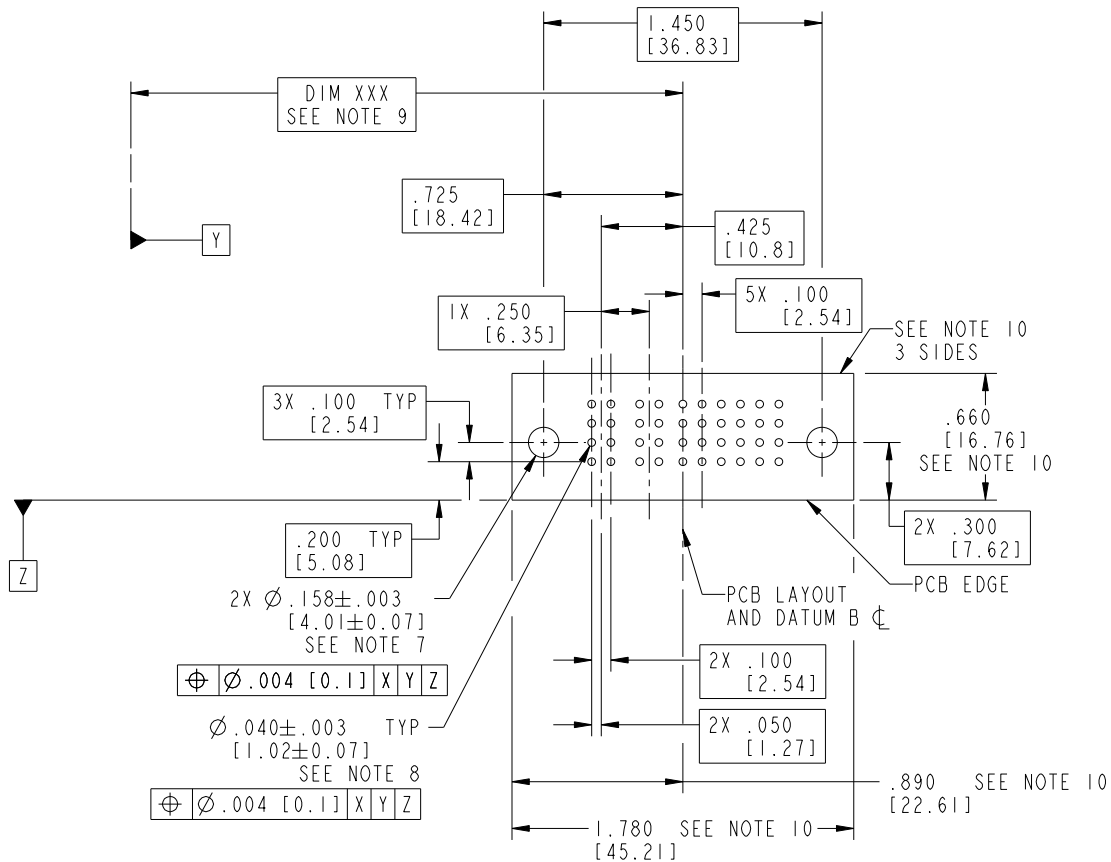 1.450
[36.83]
DIM XXX
SEE NOTE 9
.725
[18.42]
.425
[10.8]
Y
1X .250
[6.35]
5X .100
[2.54]
SEE NOTE 10
3 SIDES
3X .100 TYP
[2.54]
.660
[16.76]
SEE NOTE 10
.200 TYP
[5.08]
2X .300
[7.62]
Z
2X Ø.158±.003
[4.01±0.07]
SEE NOTE 7
PCB LAYOUT
AND DATUM B ℄
PCB EDGE
⌖ Ø.004 [0.1] X Y Z
2X .100
[2.54]
Ø.040±.003 TYP
[1.02±0.07]
SEE NOTE 8
2X .050
[1.27]
⌖ Ø.004 [0.1] X Y Z
.890 SEE NOTE 10
[22.61]
1.780 SEE NOTE 10
[45.21]